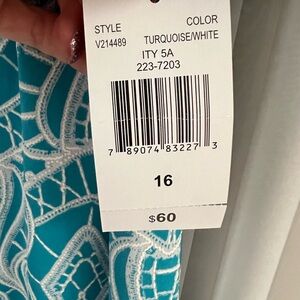 STYLE COLOR
V214489 TURQUOISE/WHITE
ITY 5A
223-7203
7 89074 83227 3
16
$60